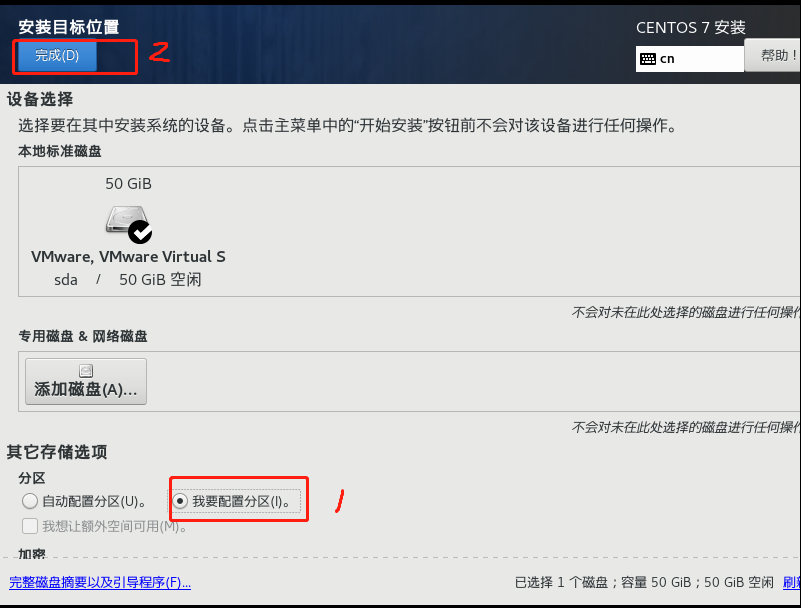 安装目标位置
CENTOS 7 安装
完成(D)
2
cn
帮助！
设备选择
选择要在其中安装系统的设备。点击主菜单中的“开始安装”按钮前不会对该设备进行任何操作。
本地标准磁盘
50 GiB
VMware, VMware Virtual S
sda / 50 GiB 空闲
不会对未在此处选择的磁盘进行任何操作
专用磁盘 & 网络磁盘
添加磁盘(A)...
不会对未在此处选择的磁盘进行任何操作
其它存储选项
分区
自动配置分区(U)。 我要配置分区(I)。
1
我想让额外空间可用(M)。
加密
完整磁盘摘要以及引导程序(F)...
已选择 1 个磁盘；容量 50 GiB；50 GiB 空闲 刷新